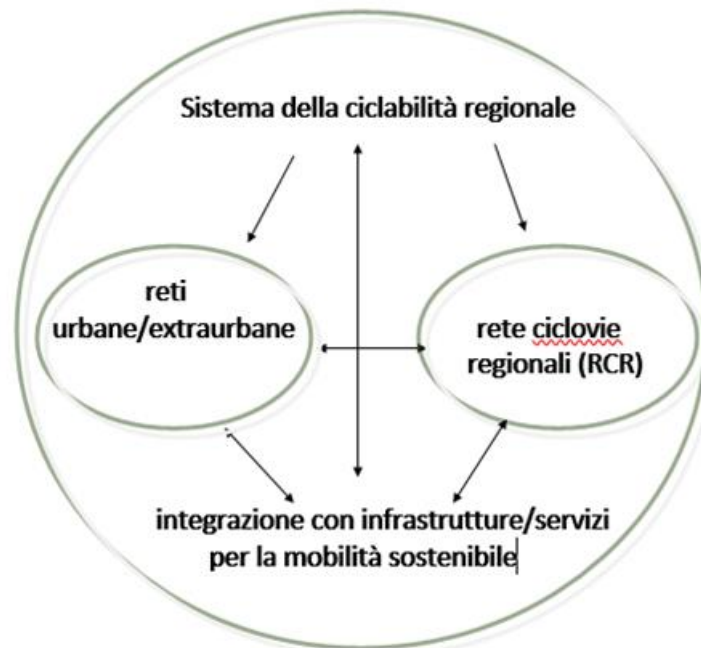 Sistema della ciclabilità regionale
reti
urbane/extraurbane
rete ciclovie
regionali (RCR)
integrazione con infrastrutture/servizi
per la mobilità sostenibile